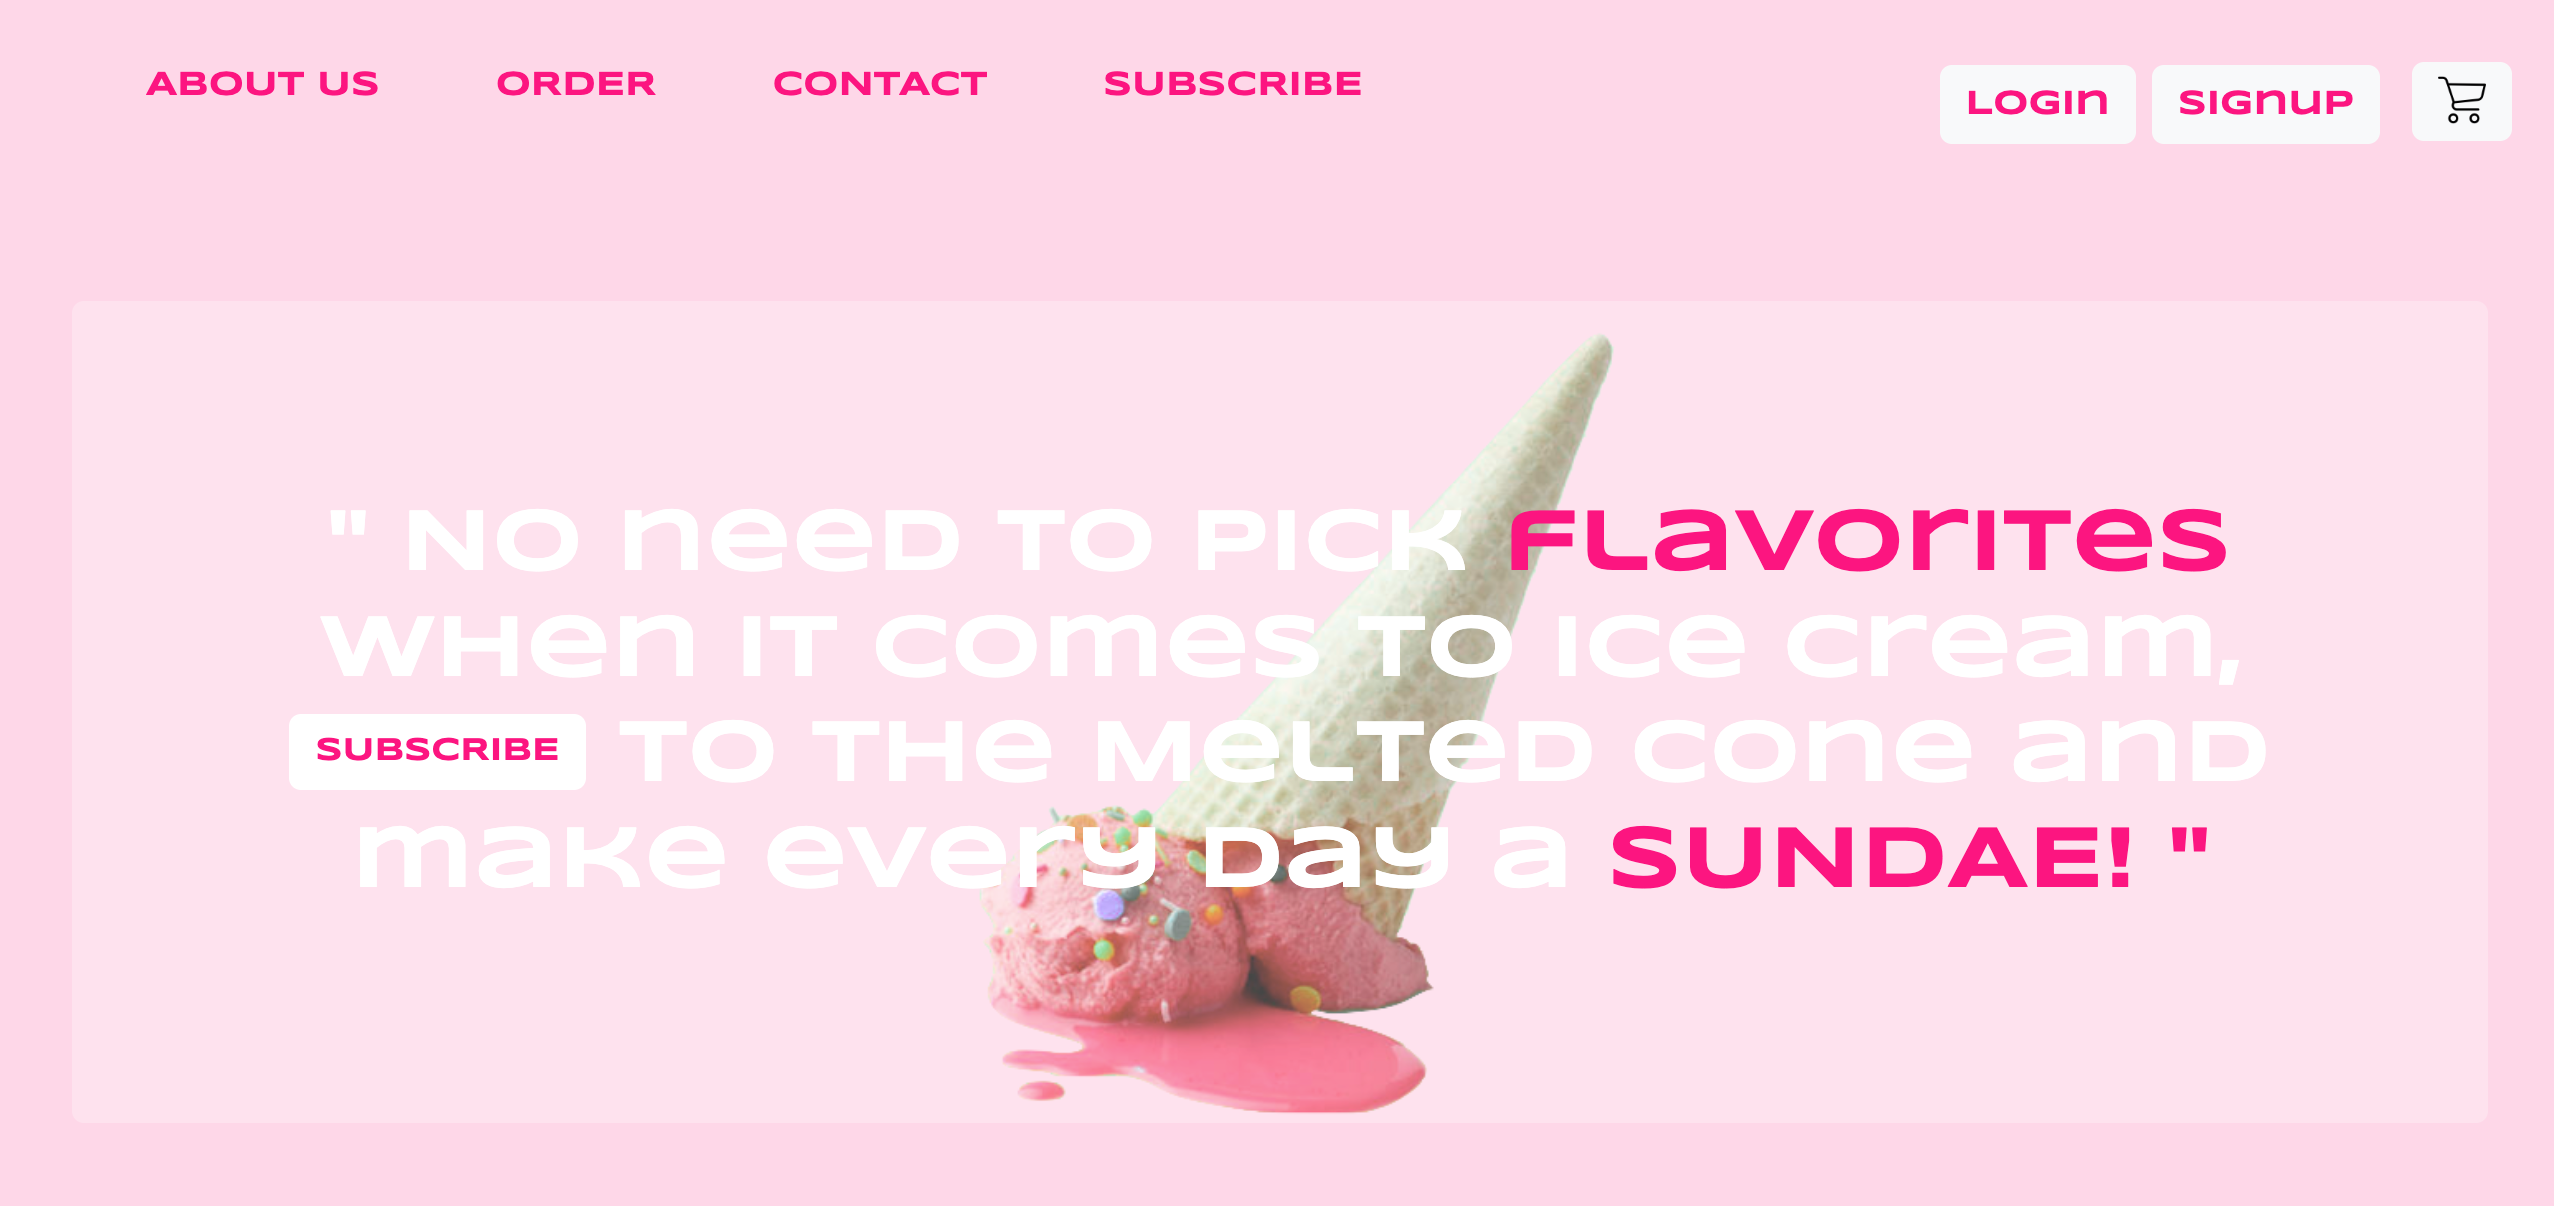 ABOUT US ORDER CONTACT SUBSCRIBE LOGIn SIGnuP
" No neeD TO PICK FLavorITes
WHen IT comes TO Ice cream,
SUBSCRIBE TO THe MeLTeD cone anD
make every Day a SUNDAE! "